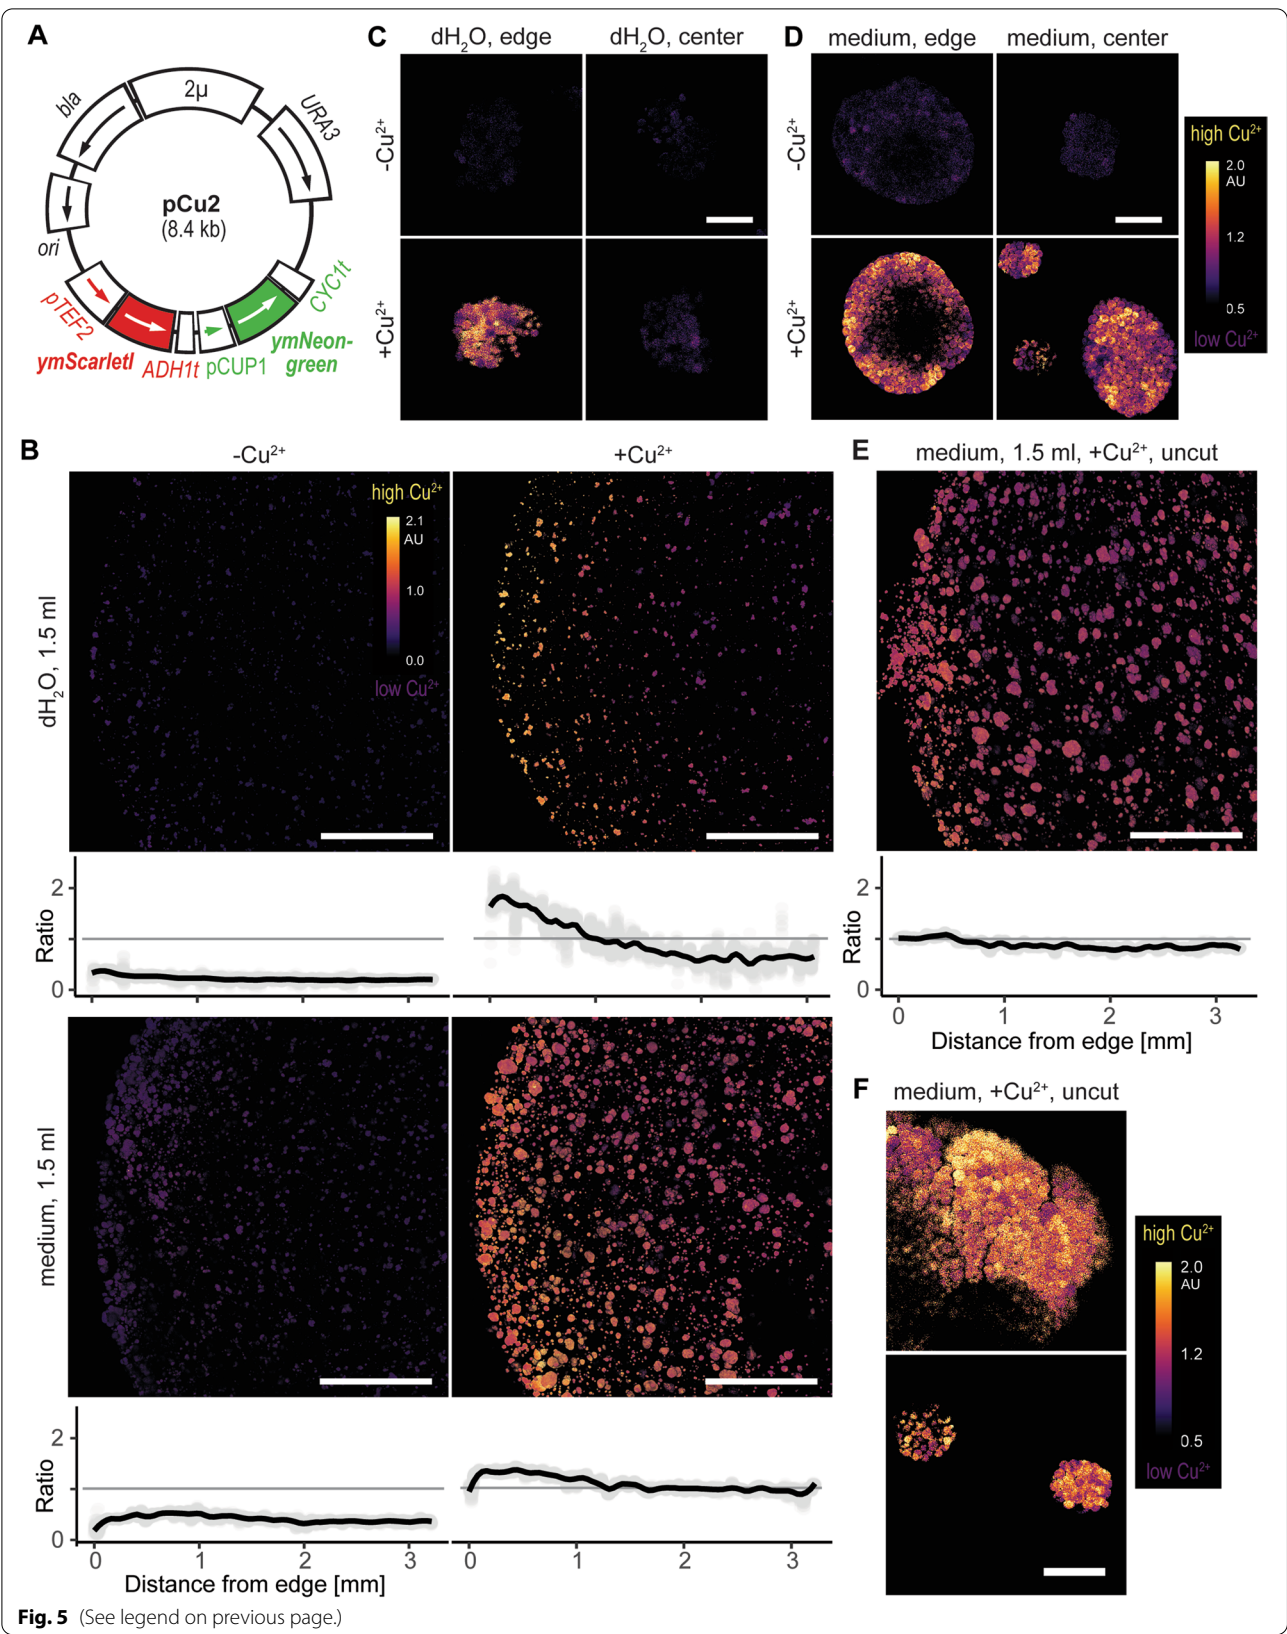 A
bla
2μ
URA3
ori
pCu2
(8.4 kb)
pTEF2
ymScarletI
ADH1t
pCUP1
ymNeon-
green
CYC1t
C
dH₂O, edge
dH₂O, center
-Cu²⁺
+Cu²⁺
D
medium, edge
medium, center
-Cu²⁺
+Cu²⁺
high Cu²⁺
2.0
AU
1.2
0.5
low Cu²⁺
B
-Cu²⁺
+Cu²⁺
dH₂O, 1.5 ml
high Cu²⁺
2.1
AU
1.0
0.0
low Cu²⁺
Ratio
2
0
medium, 1.5 ml
Ratio
2
0
0 1 2 3
0 1 2 3
Distance from edge [mm]
E
medium, 1.5 ml, +Cu²⁺, uncut
Ratio
2
0
0 1 2 3
Distance from edge [mm]
F
medium, +Cu²⁺, uncut
high Cu²⁺
2.0
AU
1.2
0.5
low Cu²⁺
Fig. 5 (See legend on previous page.)